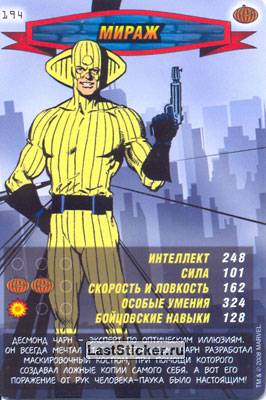 194
МИРАЖ
ИНТЕЛЛЕКТ 248
СИЛА 101
СКОРОСТЬ И ЛОВКОСТЬ 162
ОСОБЫЕ УМЕНИЯ 324
БОЙЦОВСКИЕ НАВЫКИ 128
ДЕСМОНД ЧАРН - ЭКСПЕРТ ПО ОПТИЧЕСКИМ ИЛЛЮЗИЯМ.
ОН ВСЕГДА МЕЧТАЛ ЧАРН РАЗРАБОТАЛ
LastSticker.ru
МАСКИРОВОЧНЫЙ КОСТЮМ, ПРИ ПОМОЩИ КОТОРОГО
СОЗДАВАЛ ЛОЖНЫЕ КОПИИ САМОГО СЕБЯ. А ВОТ ЕГО
ПОРАЖЕНИЕ ОТ РУК ЧЕЛОВЕКА-ПАУКА БЫЛО НАСТОЯЩИМ!
TM & © 2008 MARVEL